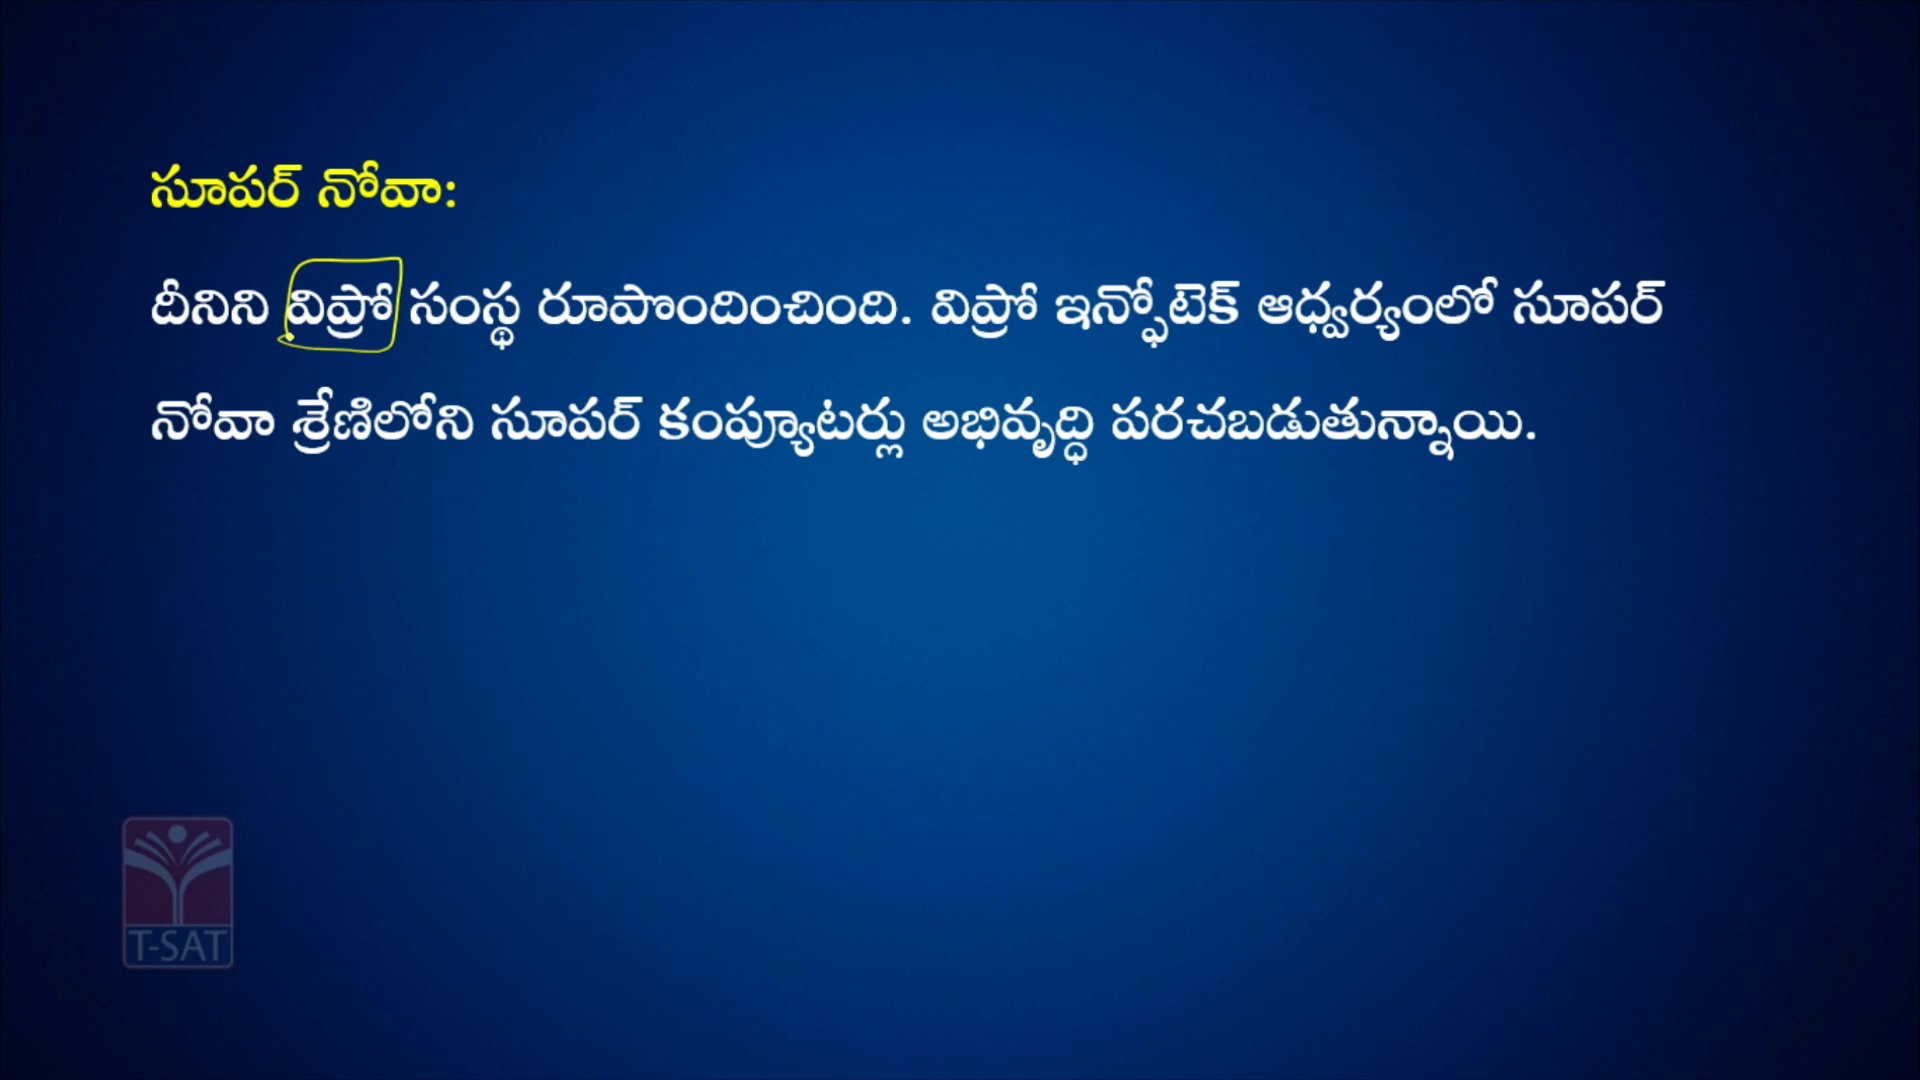 సూపర్ నోవా:
దీనిని విప్రో సంస్థ రూపొందించింది. విప్రో ఇన్ఫోటెక్ ఆధ్వర్యంలో సూపర్
నోవా శ్రేణిలోని సూపర్ కంప్యూటర్లు అభివృద్ధి పరచబడుతున్నాయి.
T-SAT